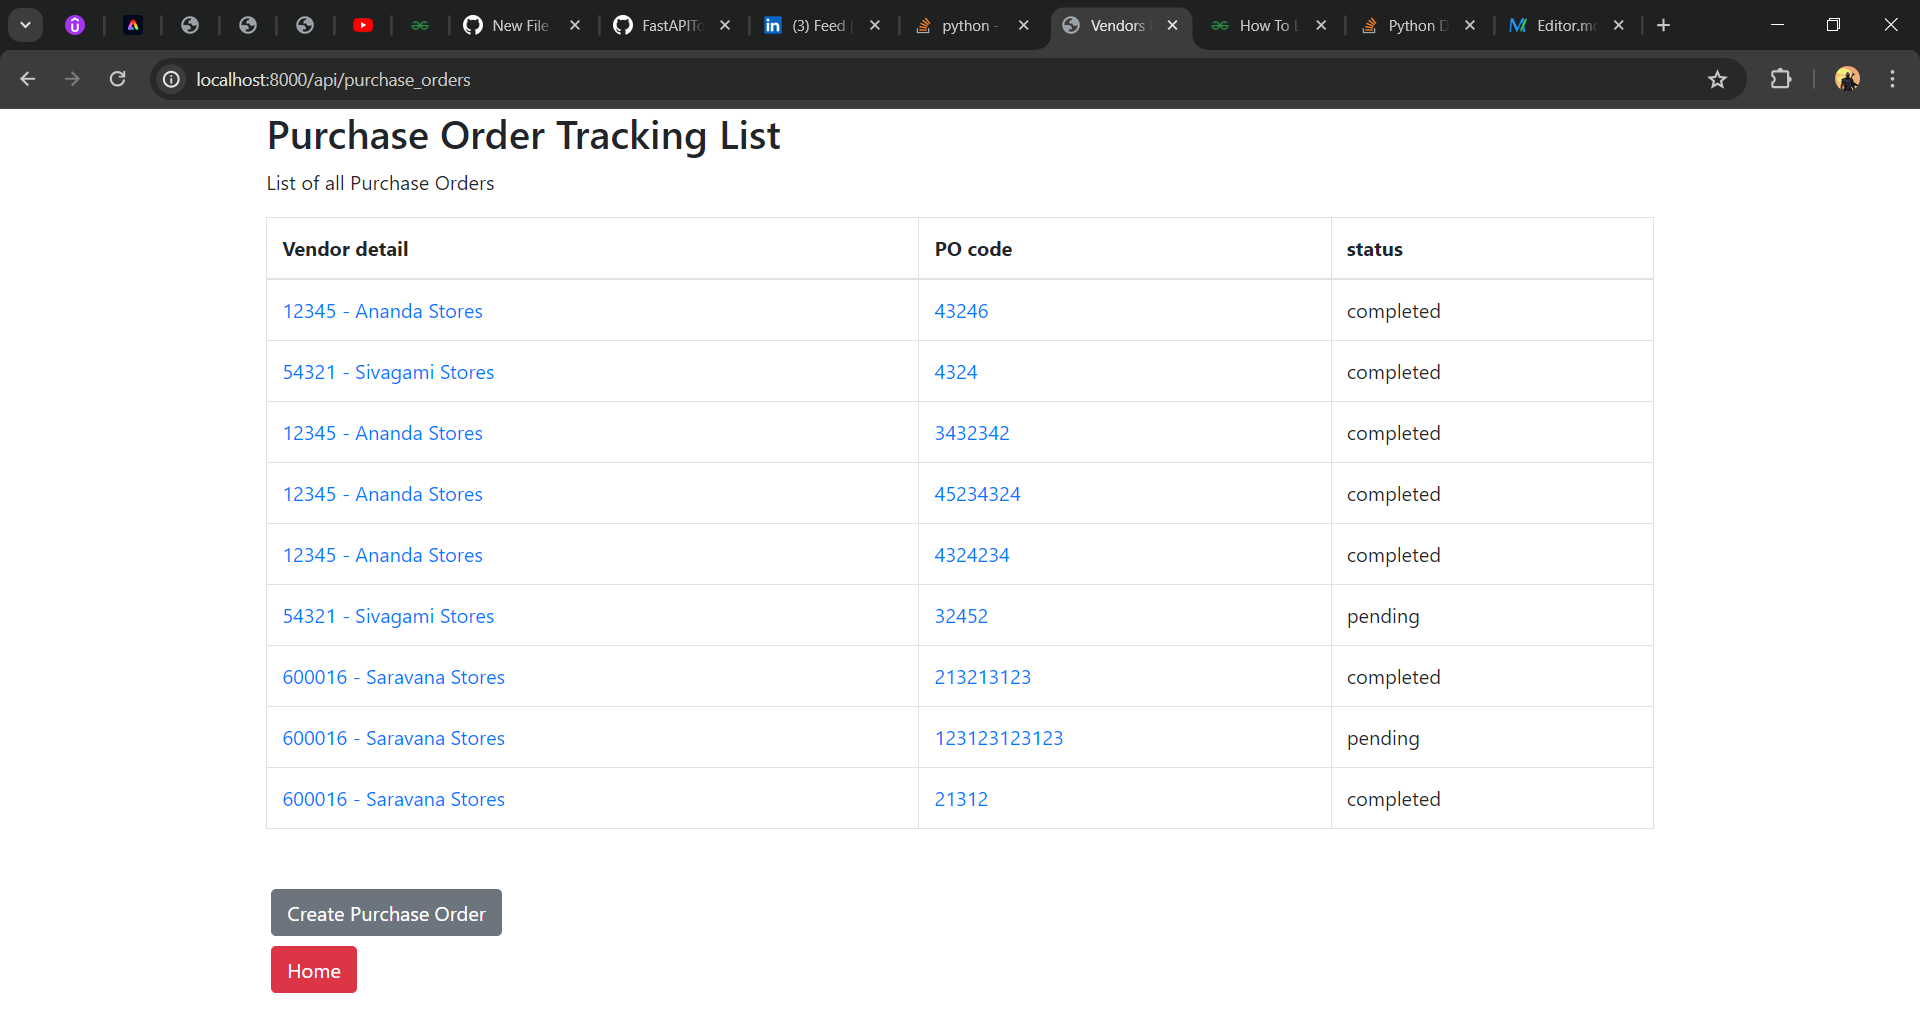 New File
FastAPITo
(3) Feed
python -
Vendors
How To L
Python D
Editor.m
localhost:8000/api/purchase_orders
Purchase Order Tracking List
List of all Purchase Orders
Vendor detail PO code status
12345 - Ananda Stores 43246 completed
54321 - Sivagami Stores 4324 completed
12345 - Ananda Stores 3432342 completed
12345 - Ananda Stores 45234324 completed
12345 - Ananda Stores 4324234 completed
54321 - Sivagami Stores 32452 pending
600016 - Saravana Stores 213213123 completed
600016 - Saravana Stores 123123123123 pending
600016 - Saravana Stores 21312 completed
Create Purchase Order
Home